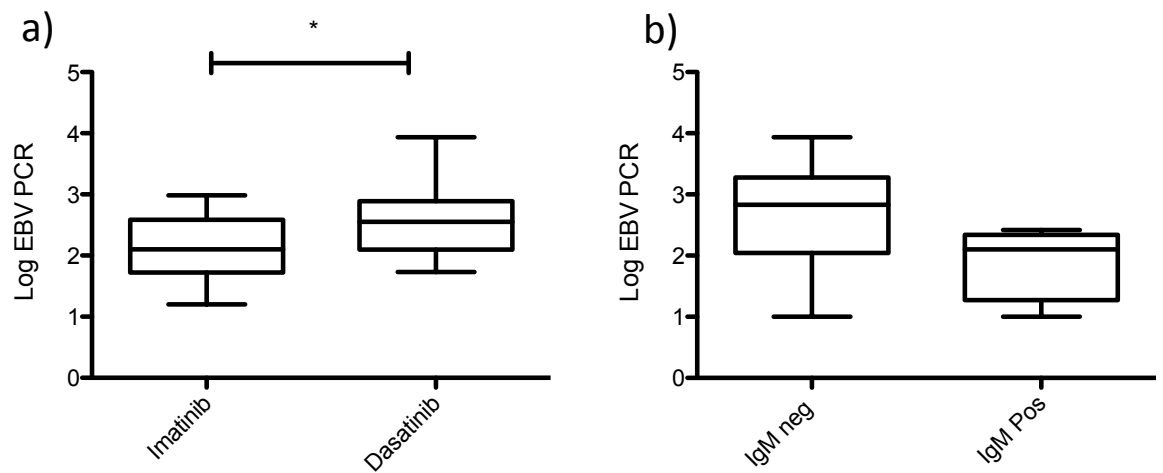 a)
*
Log EBV PCR
5
4
3
2
1
0
Imatinib
Dasatinib
b)
Log EBV PCR
5
4
3
2
1
0
IgM neg
IgM Pos